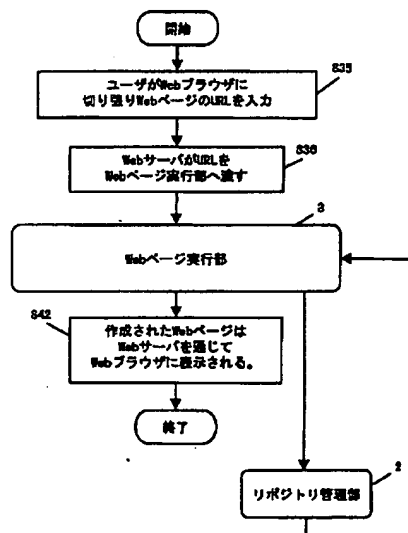 開始
S35
ユーザがWebブラウザに
切り張りWebページのURLを入力
S36
WebサーバがURLを
Webページ実行部へ渡す
3
Webページ実行部
S42
作成されたWebページは
Webサーバを通じて
Webブラウザに表示される。
終了
2
リポジトリ管理部